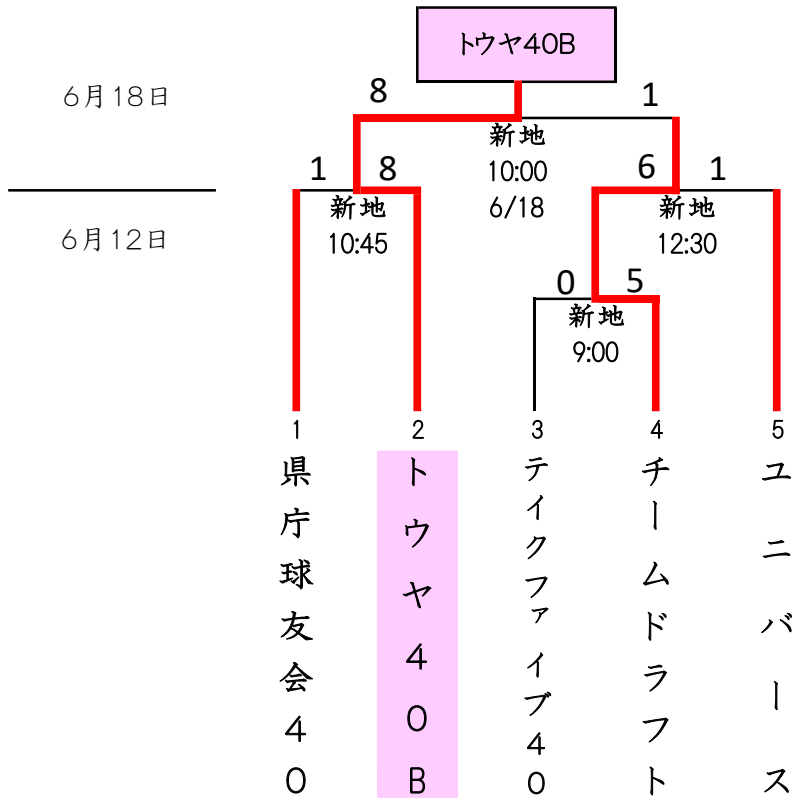 トウヤ40B
6月18日
8
1
新地
10:00
6/18
1
8
6
1
新地
10:45
新地
12:30
6月12日
0
5
新地
9:00
1
2
3
4
5
県庁球友会40
トウヤ40B
テイクファイブ40
チームドラフト
ユニバース